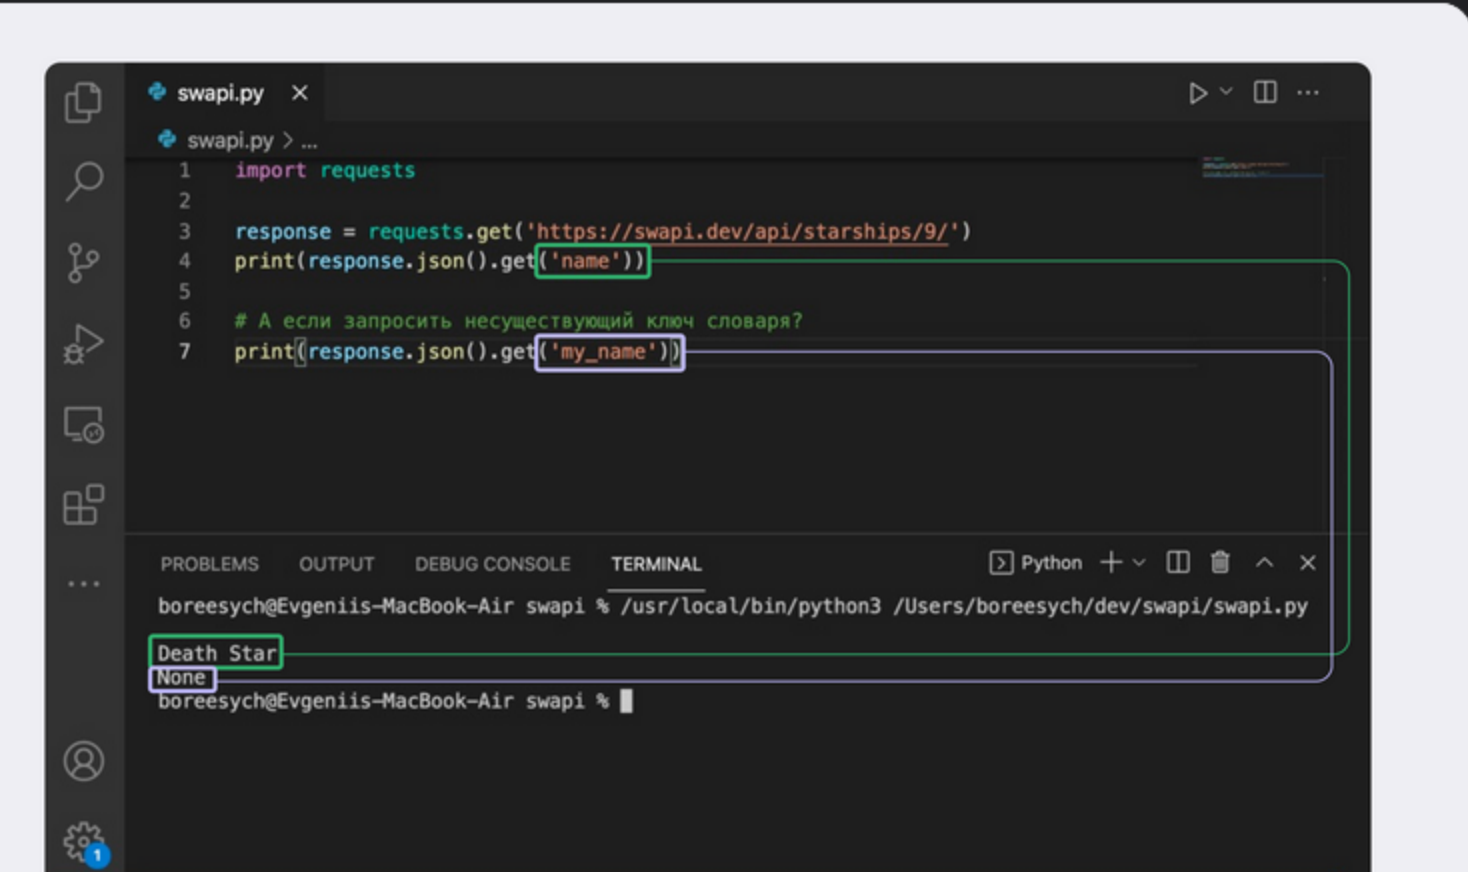 swapi.py
swapi.py > ...
1 import requests
2
3 response = requests.get('https://swapi.dev/api/starships/9/')
4 print(response.json().get('name'))
5
6 # А если запросить несуществующий ключ словаря?
7 print(response.json().get('my_name'))
PROBLEMS OUTPUT DEBUG CONSOLE TERMINAL Python
boreesych@Evgeniis-MacBook-Air swapi % /usr/local/bin/python3 /Users/boreesych/dev/swapi/swapi.py
Death Star
None
boreesych@Evgeniis-MacBook-Air swapi %
1